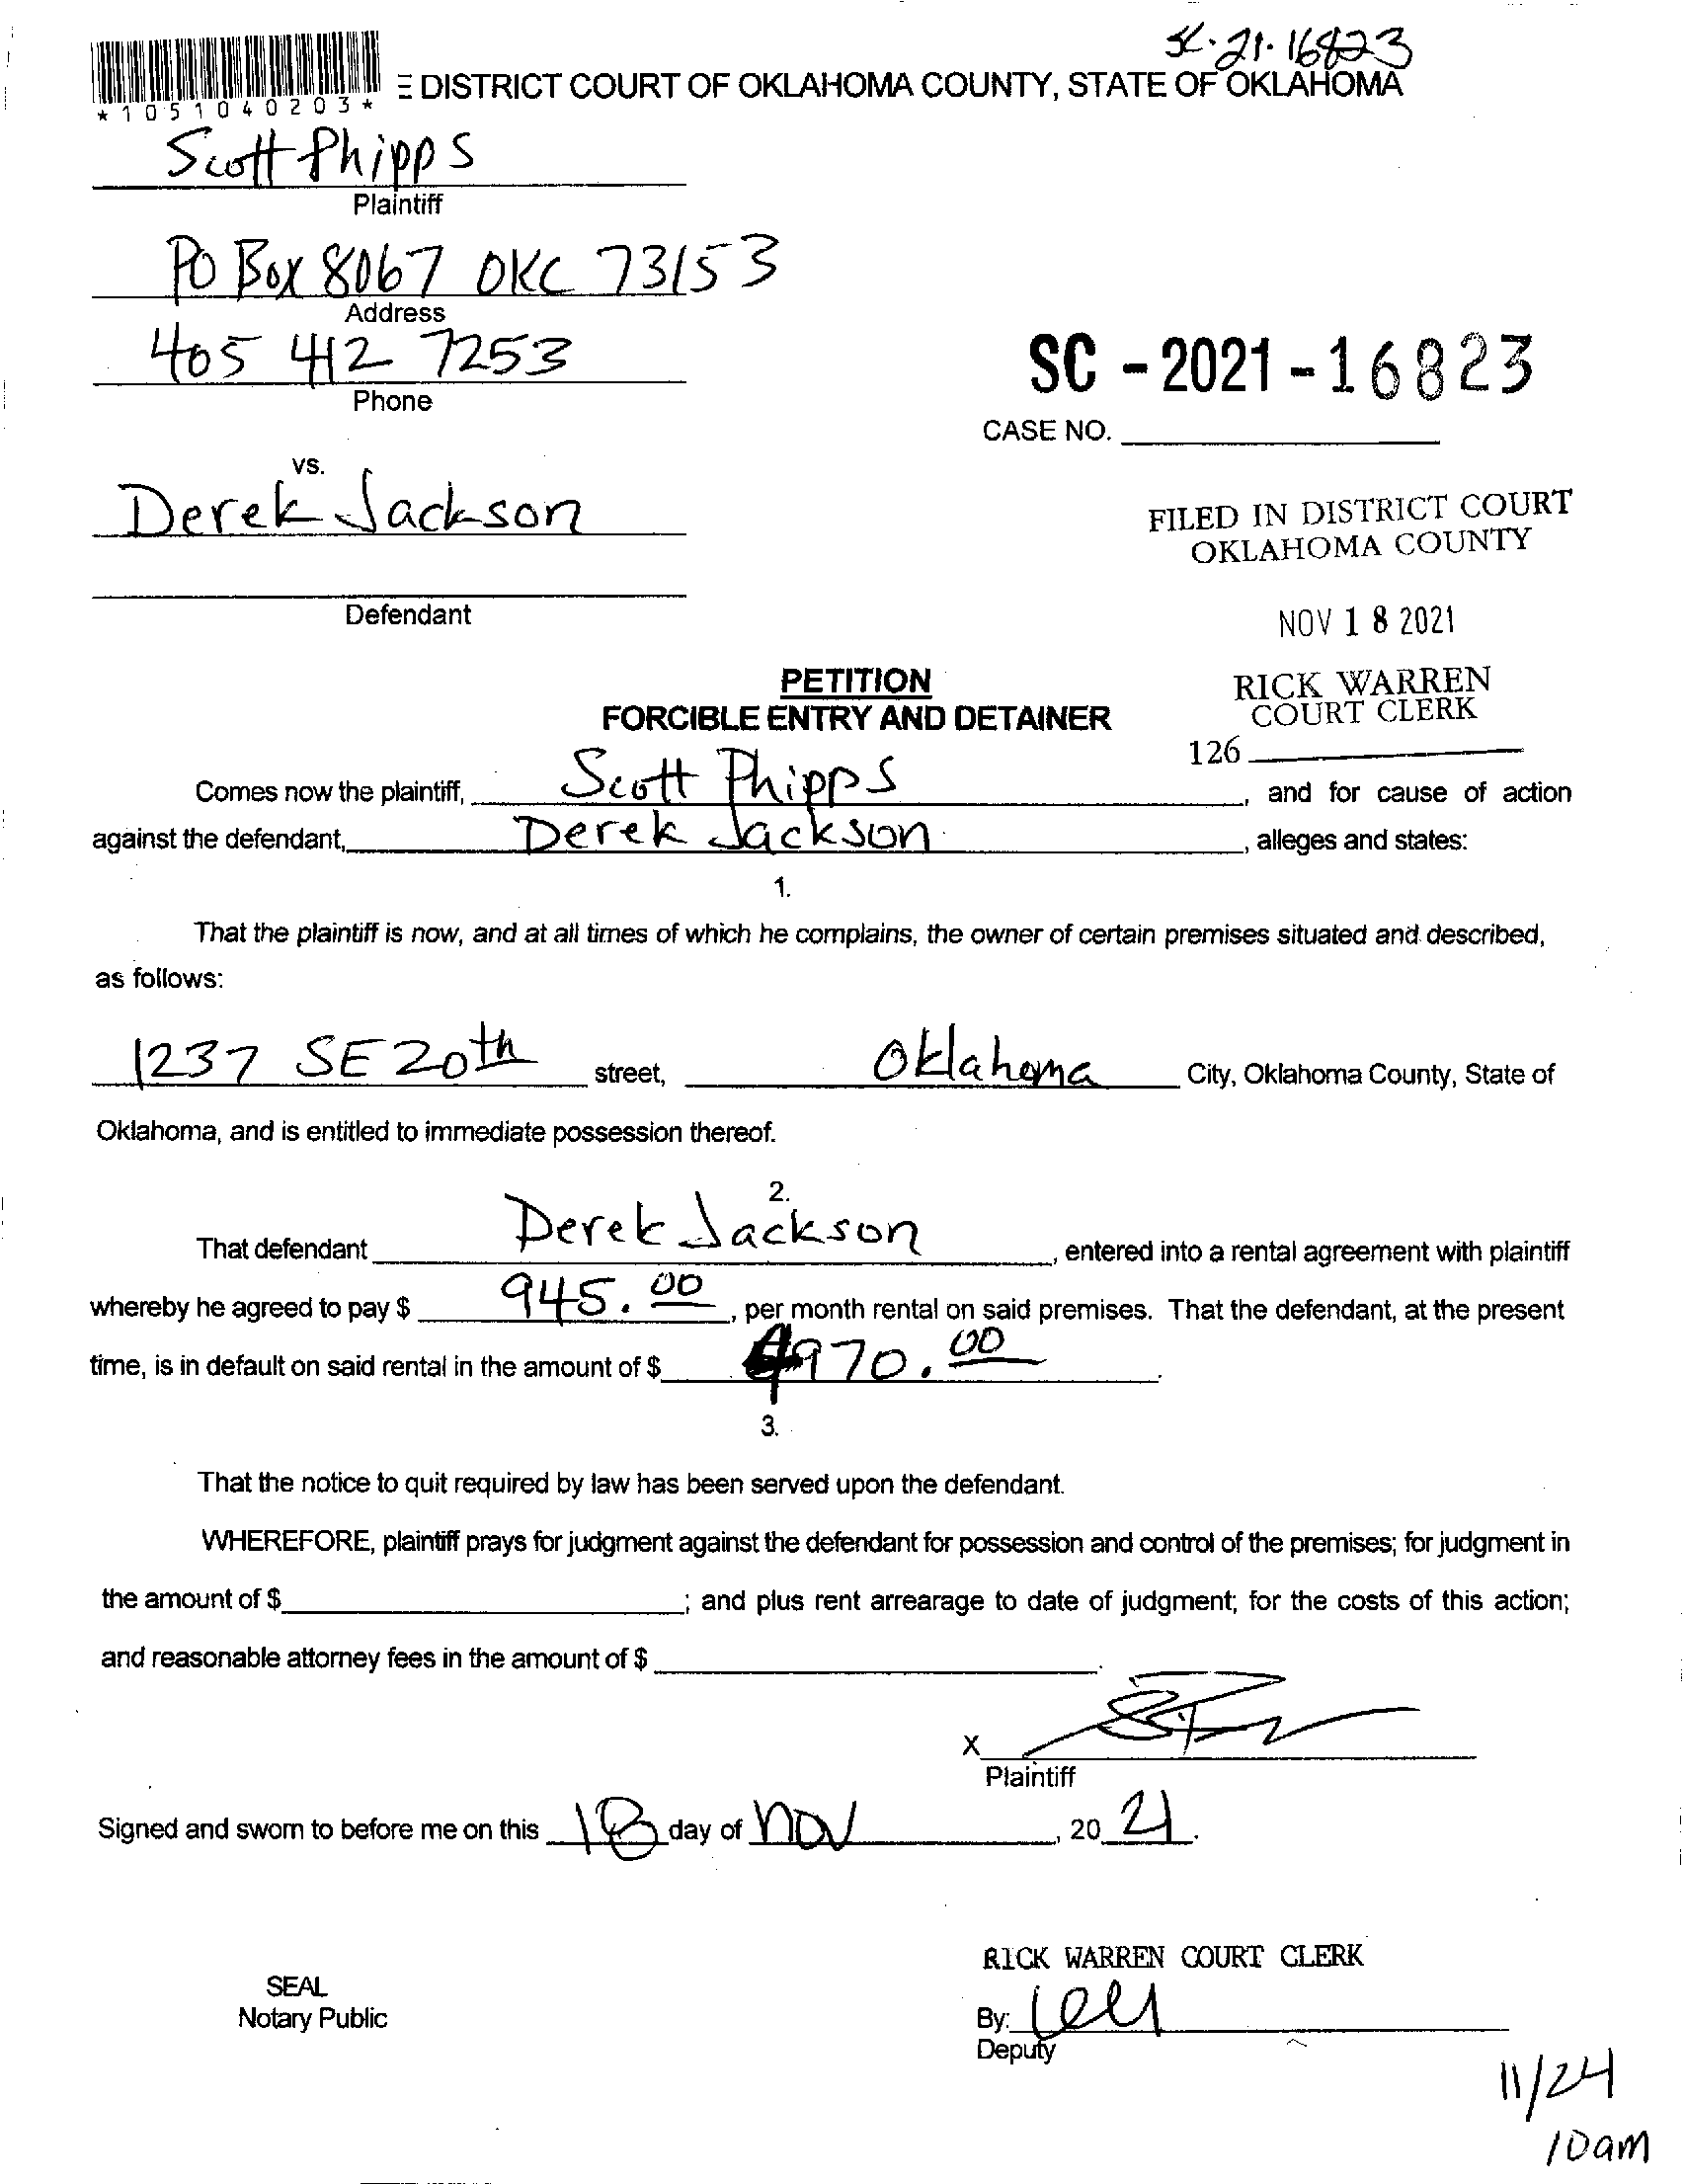 SC-21-16823
*1051040203*
E DISTRICT COURT OF OKLAHOMA COUNTY, STATE OF OKLAHOMA
Scott Phipps
Plaintiff
PO Box 8067 OKC 73153
Address
405 412 7253
Phone
SC - 2021 - 16823
CASE NO.
vs.
Derek Jackson
Defendant
FILED IN DISTRICT COURT
OKLAHOMA COUNTY
NOV 18 2021
RICK WARREN
COURT CLERK
126
PETITION
FORCIBLE ENTRY AND DETAINER
Comes now the plaintiff, Scott Phipps, and for cause of action
against the defendant, Derek Jackson, alleges and states:
1.
That the plaintiff is now, and at all times of which he complains, the owner of certain premises situated and described,
as follows:
1237 SE 20th street, Oklahoma City, Oklahoma County, State of
Oklahoma, and is entitled to immediate possession thereof.
2.
That defendant Derek Jackson, entered into a rental agreement with plaintiff
whereby he agreed to pay $ 945.00, per month rental on said premises. That the defendant, at the present
time, is in default on said rental in the amount of $ 4970.00.
3.
That the notice to quit required by law has been served upon the defendant.
WHEREFORE, plaintiff prays for judgment against the defendant for possession and control of the premises; for judgment in
the amount of $; and plus rent arrearage to date of judgment; for the costs of this action;
and reasonable attorney fees in the amount of $.
X
Plaintiff
Signed and sworn to before me on this 18 day of nov, 20 21.
RICK WARREN COURT CLERK
SEAL
Notary Public
By:
Deputy
11/24
10am